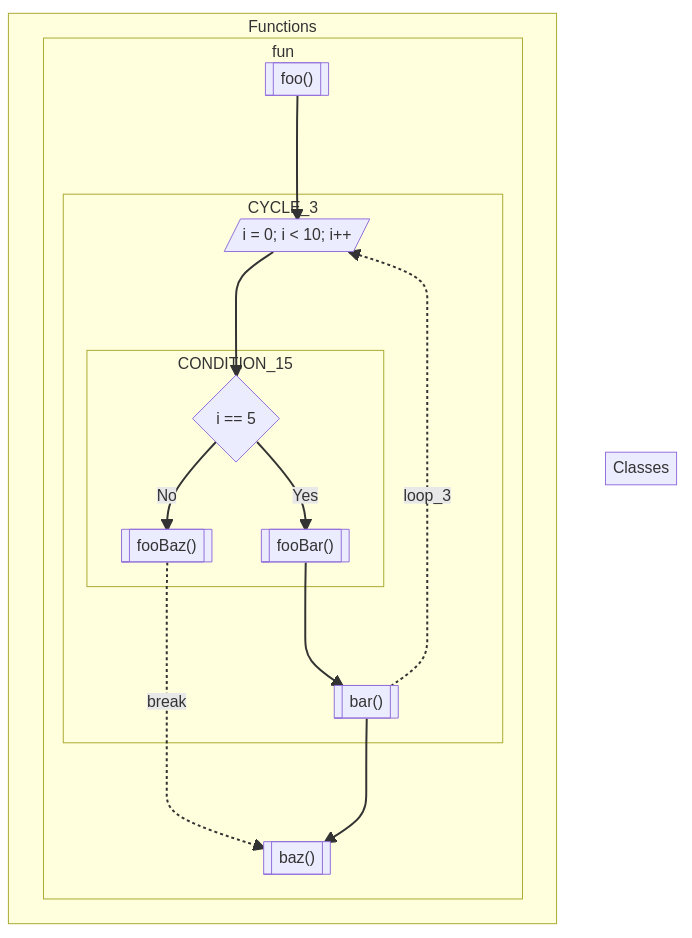 Functions
fun
foo()
CYCLE_3
i = 0; i < 10; i++
CONDITION_15
i == 5
Classes
No
Yes
loop_3
fooBaz()
fooBar()
break
bar()
baz()